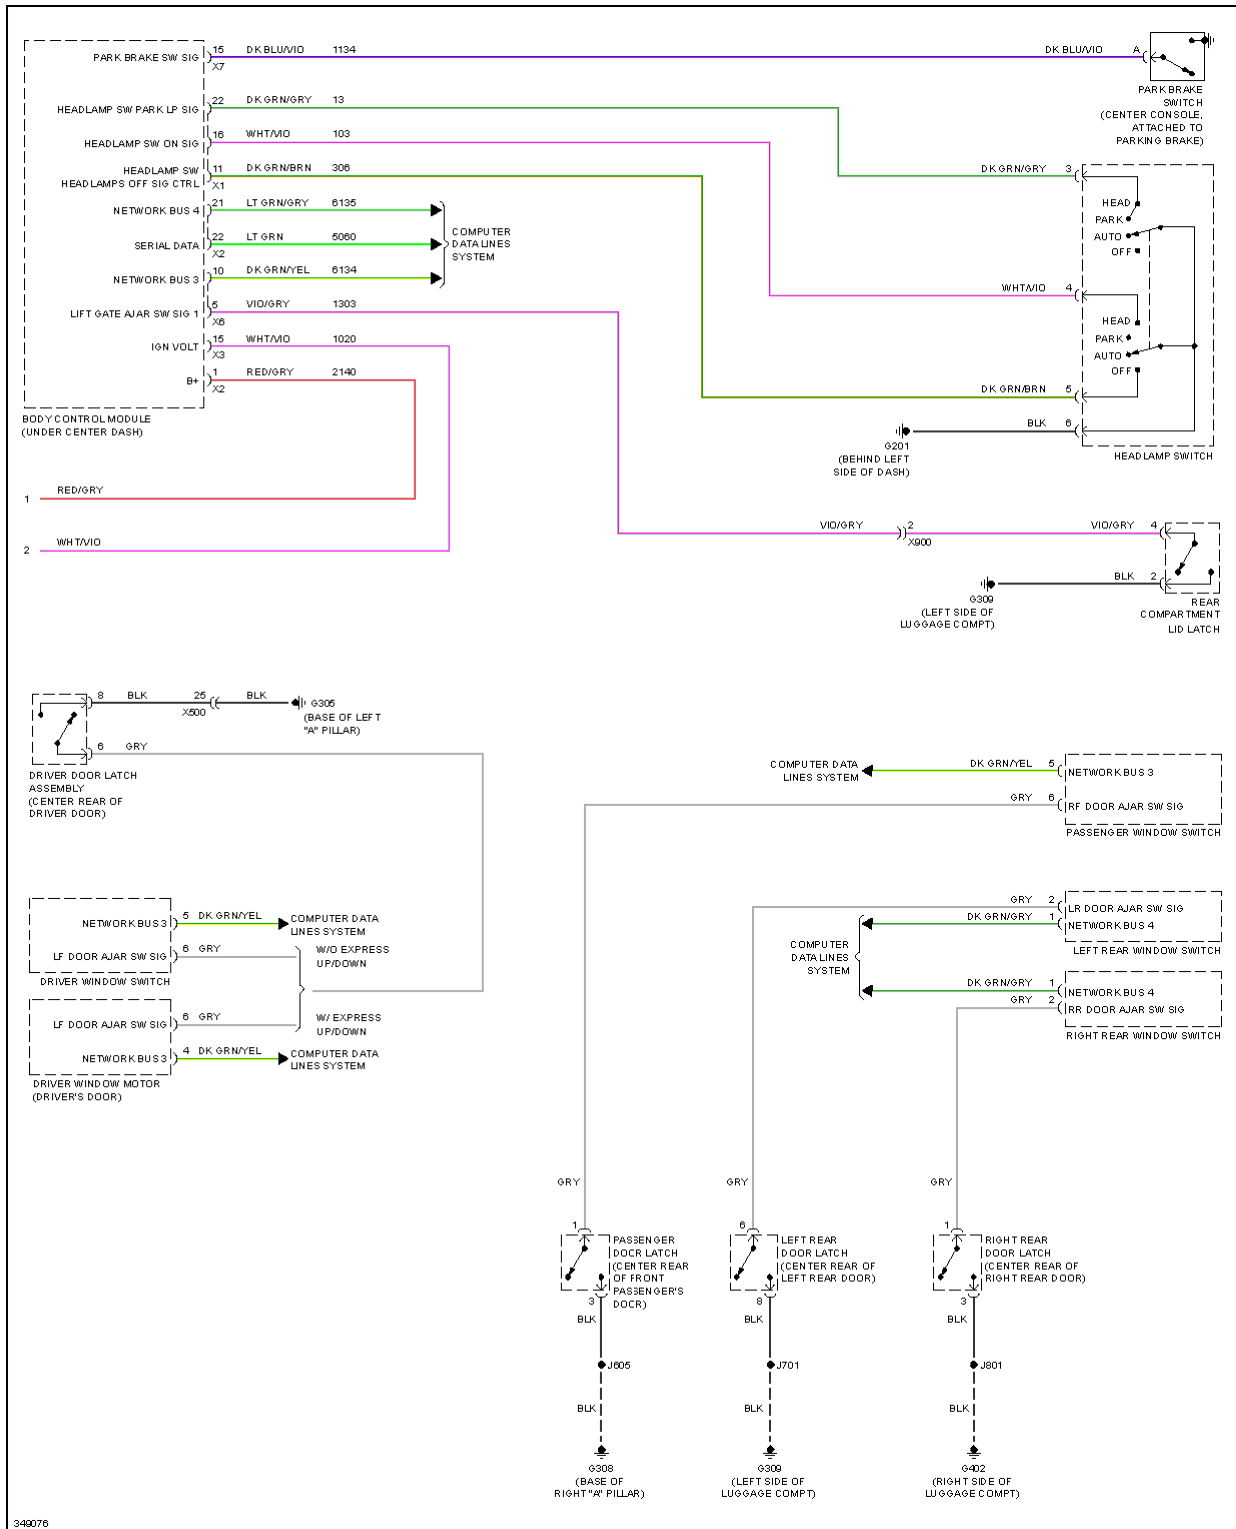 PARK BRAKE SW SIG
15 DK BLU/VIO 1134
X7
DK BLU/VIO A
PARK BRAKE
SWITCH
(CENTER CONSOLE,
ATTACHED TO
PARKING BRAKE)
HEADLAMP SW PARK LP SIG
22 DK GRN/GRY 13
HEADLAMP SW ON SIG
16 WHT/VIO 103
HEADLAMP SW
HEADLAMPS OFF SIG CTRL
11 DK GRN/BRN 306
X1
NETWORK BUS 4
21 LT GRN/GRY 6135
SERIAL DATA
22 LT GRN 5060
X2
NETWORK BUS 3
10 DK GRN/YEL 6134
COMPUTER
DATA LINES
SYSTEM
LIFT GATE AJAR SW SIG 1
5 VIO/GRY 1303
X6
IGN VOLT
15 WHT/VIO 1020
X3
B+
1 RED/GRY 2140
X2
BODY CONTROL MODULE
(UNDER CENTER DASH)
DK GRN/GRY 3
HEAD
PARK
AUTO
OFF
WHT/VIO 4
HEAD
PARK
AUTO
OFF
DK GRN/BRN 5
BLK 6
G201
(BEHIND LEFT
SIDE OF DASH)
HEADLAMP SWITCH
1 RED/GRY
2 WHT/VIO
VIO/GRY 2
X900
VIO/GRY 4
BLK 2
G309
(LEFT SIDE OF
LUGGAGE COMPT)
REAR
COMPARTMENT
LID LATCH
8 BLK 25 BLK
X500
G305
(BASE OF LEFT
"A" PILLAR)
6 GRY
DRIVER DOOR LATCH
ASSEMBLY
(CENTER REAR OF
DRIVER DOOR)
COMPUTER DATA
LINES SYSTEM
DK GRN/YEL 5
NETWORK BUS 3
GRY 6
RF DOOR AJAR SW SIG
PASSENGER WINDOW SWITCH
NETWORK BUS 3
5 DK GRN/YEL
COMPUTER DATA
LINES SYSTEM
LF DOOR AJAR SW SIG
6 GRY
W/O EXPRESS
UP/DOWN
DRIVER WINDOW SWITCH
LF DOOR AJAR SW SIG
6 GRY
W/ EXPRESS
UP/DOWN
NETWORK BUS 3
4 DK GRN/YEL
COMPUTER DATA
LINES SYSTEM
DRIVER WINDOW MOTOR
(DRIVER'S DOOR)
GRY 2
LR DOOR AJAR SW SIG
DK GRN/GRY 1
NETWORK BUS 4
LEFT REAR WINDOW SWITCH
COMPUTER
DATA LINES
SYSTEM
DK GRN/GRY 1
NETWORK BUS 4
GRY 2
RR DOOR AJAR SW SIG
RIGHT REAR WINDOW SWITCH
GRY
1
PASSENGER
DOOR LATCH
(CENTER REAR
OF FRONT
PASSENGER'S
DOOR)
3
BLK
J605
BLK
G308
(BASE OF
RIGHT "A" PILLAR)
GRY
6
LEFT REAR
DOOR LATCH
(CENTER REAR OF
LEFT REAR DOOR)
8
BLK
J701
BLK
G309
(LEFT SIDE OF
LUGGAGE COMPT)
GRY
1
RIGHT REAR
DOOR LATCH
(CENTER REAR OF
RIGHT REAR DOOR)
3
BLK
J801
BLK
G402
(RIGHT SIDE OF
LUGGAGE COMPT)
349076